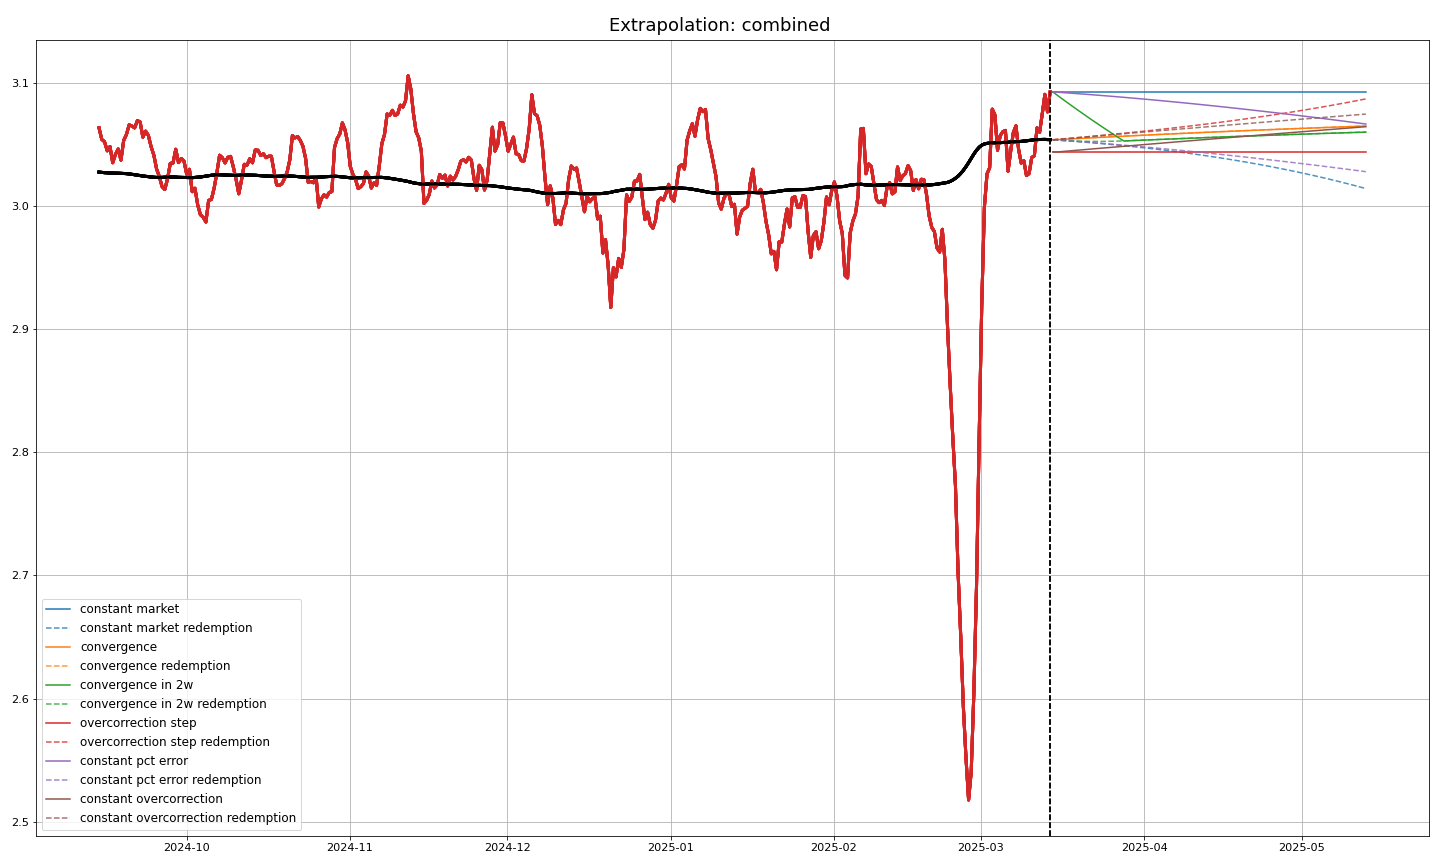 Extrapolation: combined
3.1
3.0
2.9
2.8
2.7
2.6
2.5
constant market
constant market redemption
convergence
convergence redemption
convergence in 2w
convergence in 2w redemption
overcorrection step
overcorrection step redemption
constant pct error
constant pct error redemption
constant overcorrection
constant overcorrection redemption
2024-10
2024-11
2024-12
2025-01
2025-02
2025-03
2025-04
2025-05